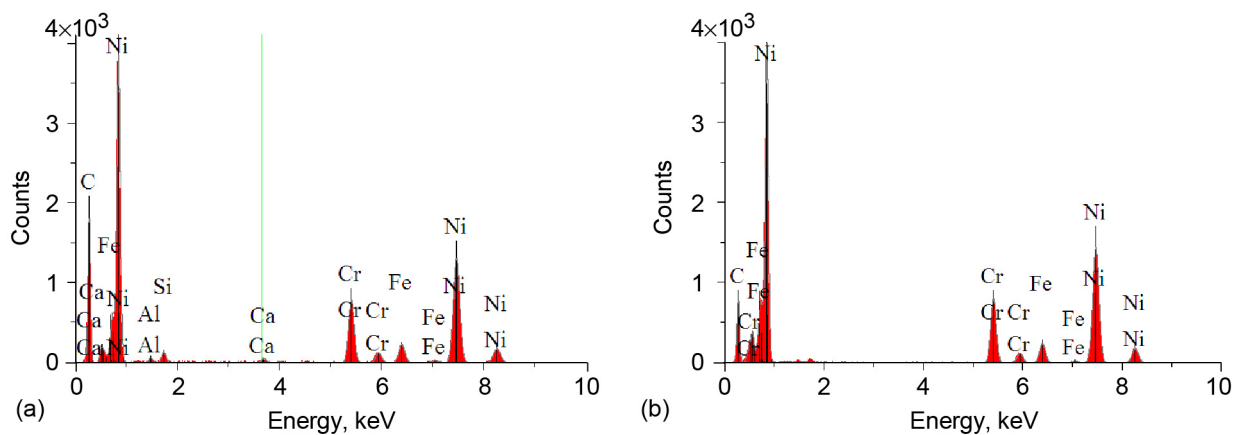 4×10³
Ni
3
C
2
Counts
Fe
Ni
Si
Cr
Fe
1
Ca
Ni
Al
Ca
Cr
Cr
Ni
Ni
Ca
Fe
Ca
Ni
Al
Ca
Cr
Fe
Ni
0
0 2 4 6 8 10
(a)
Energy, keV
4×10³
Ni
3
2
Counts
Ni
Fe
C
Cr
Fe
1
Fe
Ni
Cr
Cr
Cr
Ni
Cr
Fe
Cr
Fe
Ni
0
0 2 4 6 8 10
(b)
Energy, keV